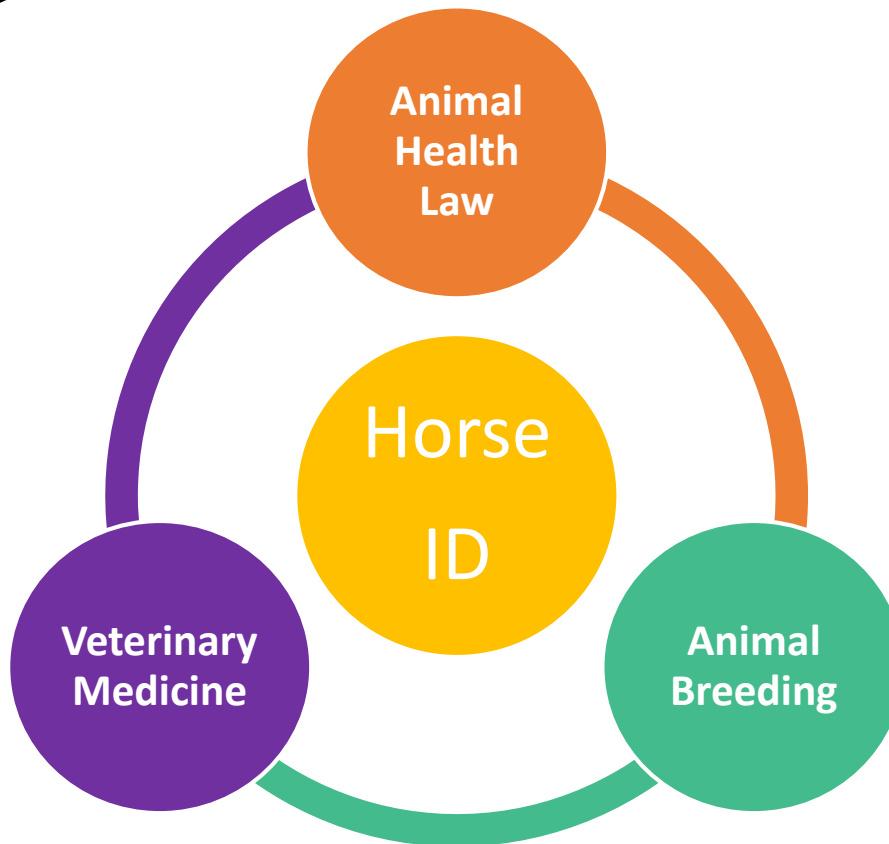 Animal
Health
Law
Horse
ID
Veterinary
Medicine
Animal
Breeding